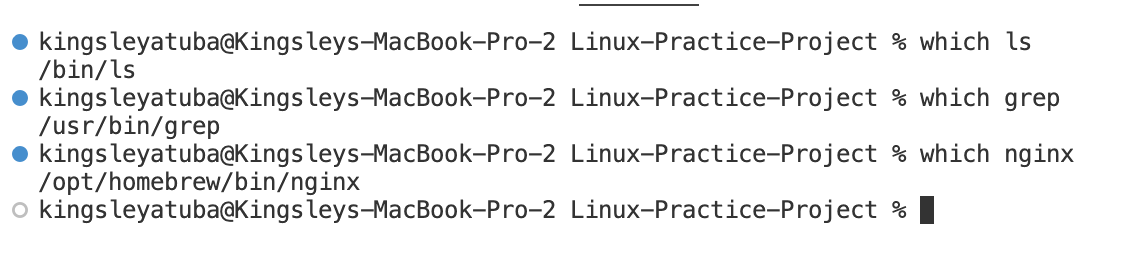 kingsleyatuba@Kingsleys-MacBook-Pro-2 Linux-Practice-Project % which ls
/bin/ls
kingsleyatuba@Kingsleys-MacBook-Pro-2 Linux-Practice-Project % which grep
/usr/bin/grep
kingsleyatuba@Kingsleys-MacBook-Pro-2 Linux-Practice-Project % which nginx
/opt/homebrew/bin/nginx
kingsleyatuba@Kingsleys-MacBook-Pro-2 Linux-Practice-Project %